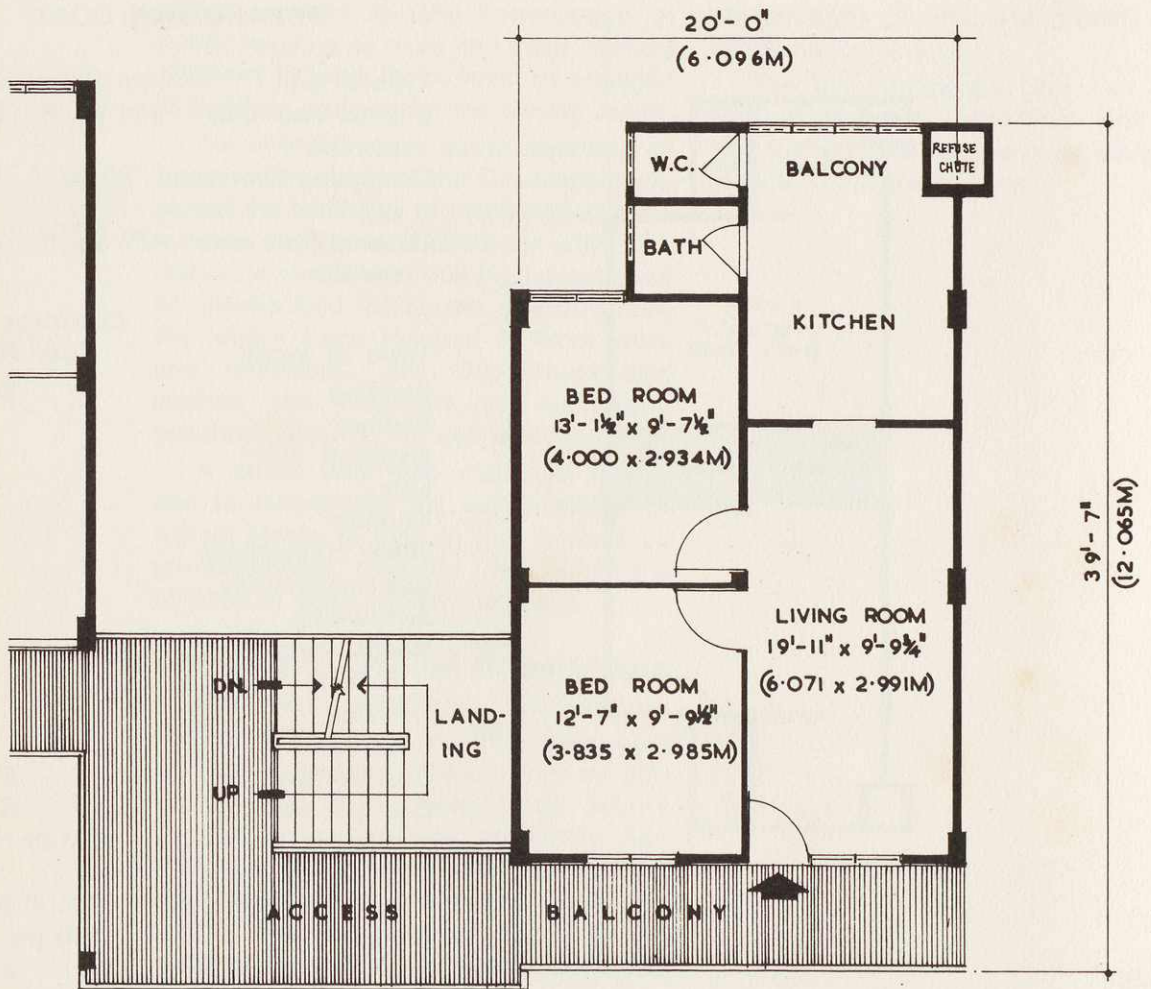 20'-0"
(6·096M)
W.C.
BALCONY
REFUSE
CHUTE
BATH
KITCHEN
BED ROOM
13'-1½" x 9'-7½"
(4·000 x 2·934M)
39'-7"
(12·065M)
LIVING ROOM
19'-11" x 9'-9¾"
(6·071 x 2·991M)
DN.
LAND-
ING
BED ROOM
12'-7" x 9'-9½"
(3·835 x 2·985M)
UP
ACCESS BALCONY